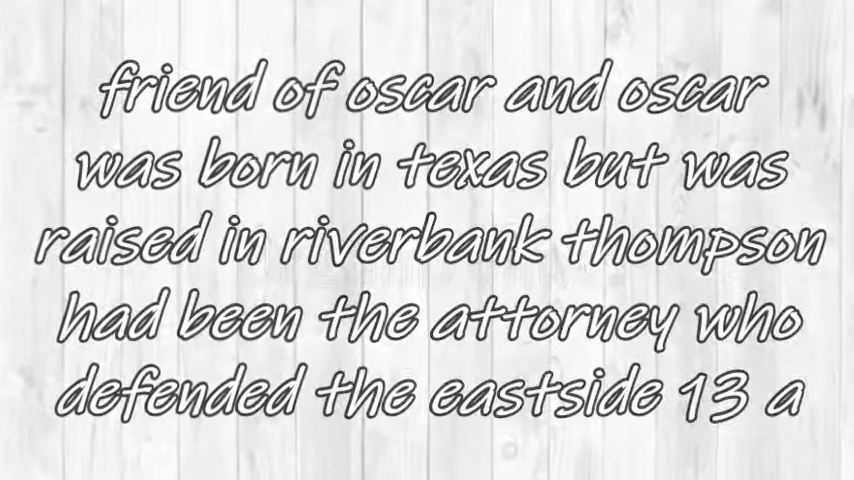 friend of oscar and oscar
was born in texas but was
raised in riverbank thompson
had been the attorney who
defended the eastside 13 a